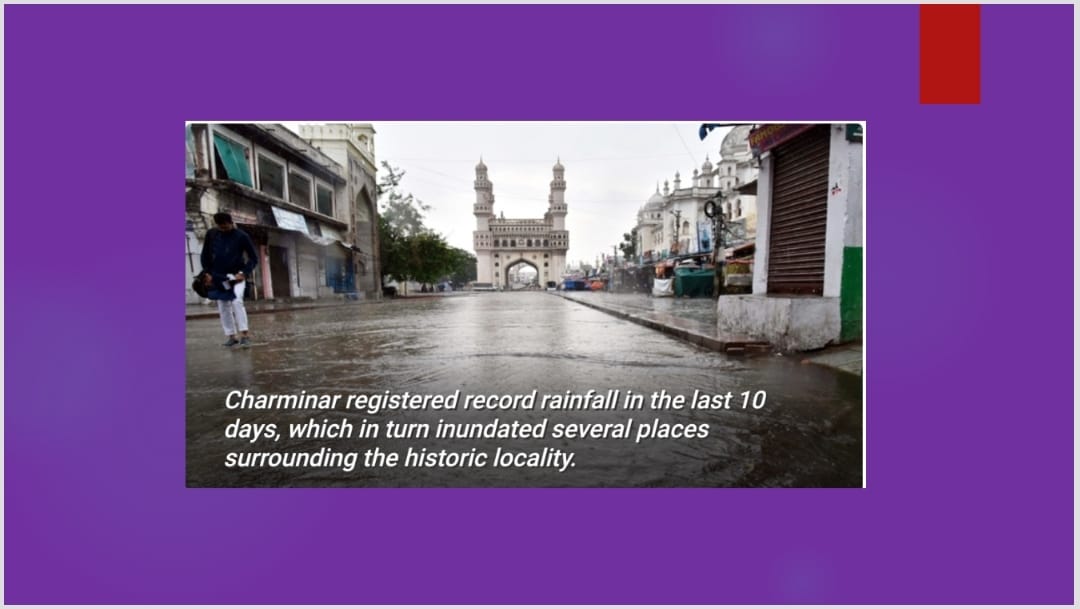 Charminar registered record rainfall in the last 10
days, which in turn inundated several places
surrounding the historic locality.